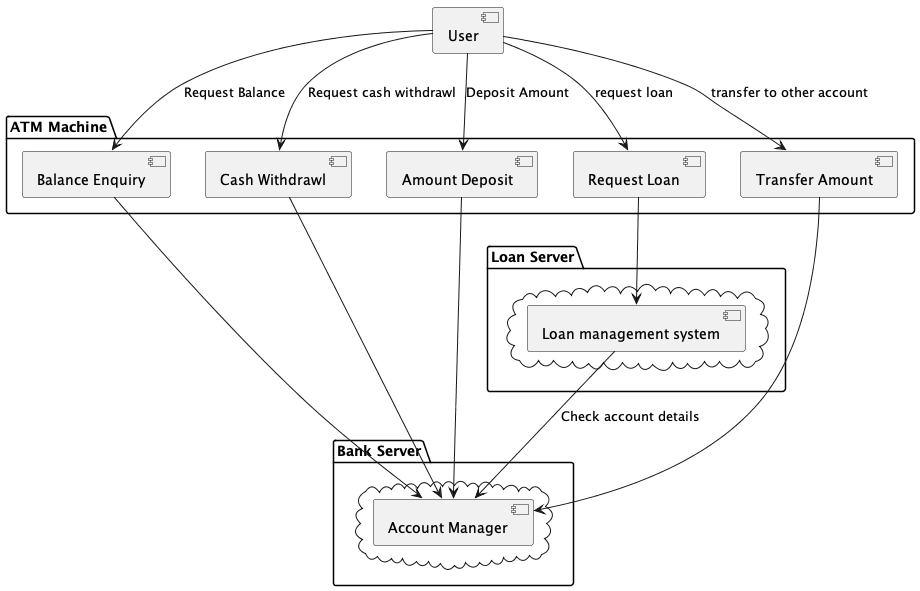 User
Request Balance
Request cash withdrawl
Deposit Amount
request loan
transfer to other account
ATM Machine
Balance Enquiry
Cash Withdrawl
Amount Deposit
Request Loan
Transfer Amount
Loan Server
Loan management system
Check account details
Bank Server
Account Manager